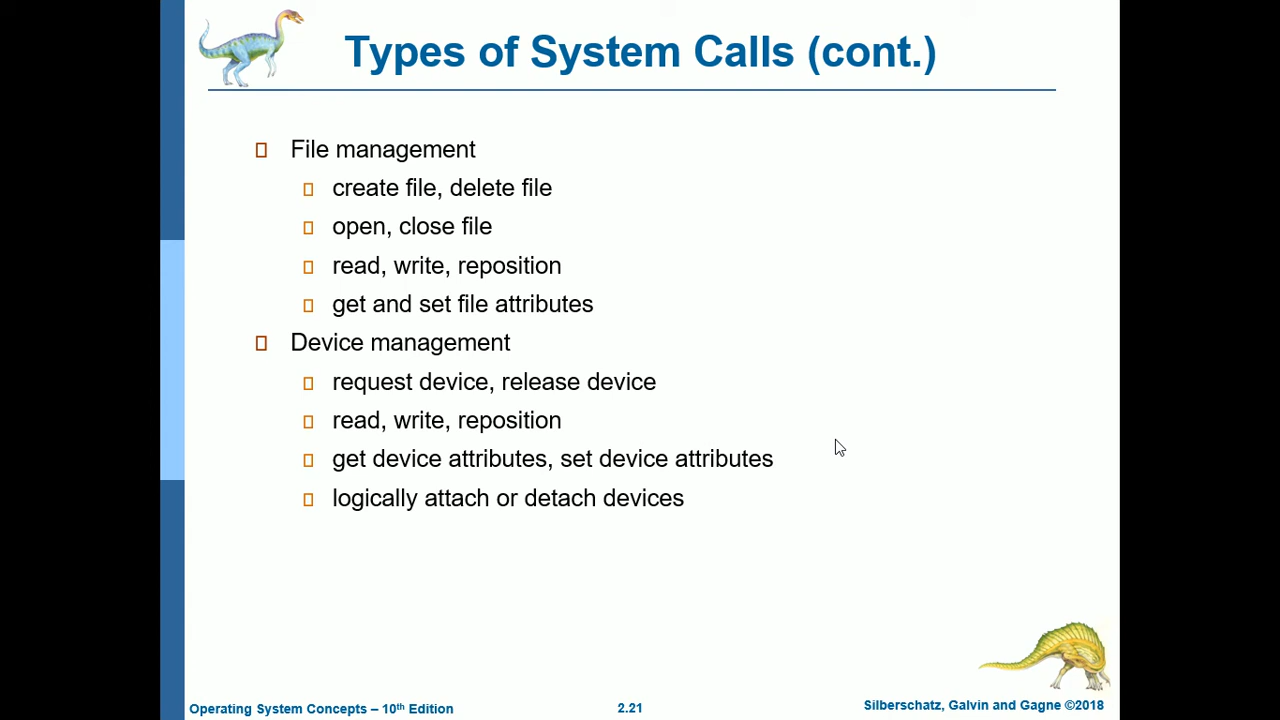 Types of System Calls (cont.)
File management
create file, delete file
open, close file
read, write, reposition
get and set file attributes
Device management
request device, release device
read, write, reposition
get device attributes, set device attributes
logically attach or detach devices
Operating System Concepts – 10th Edition
2.21
Silberschatz, Galvin and Gagne ©2018